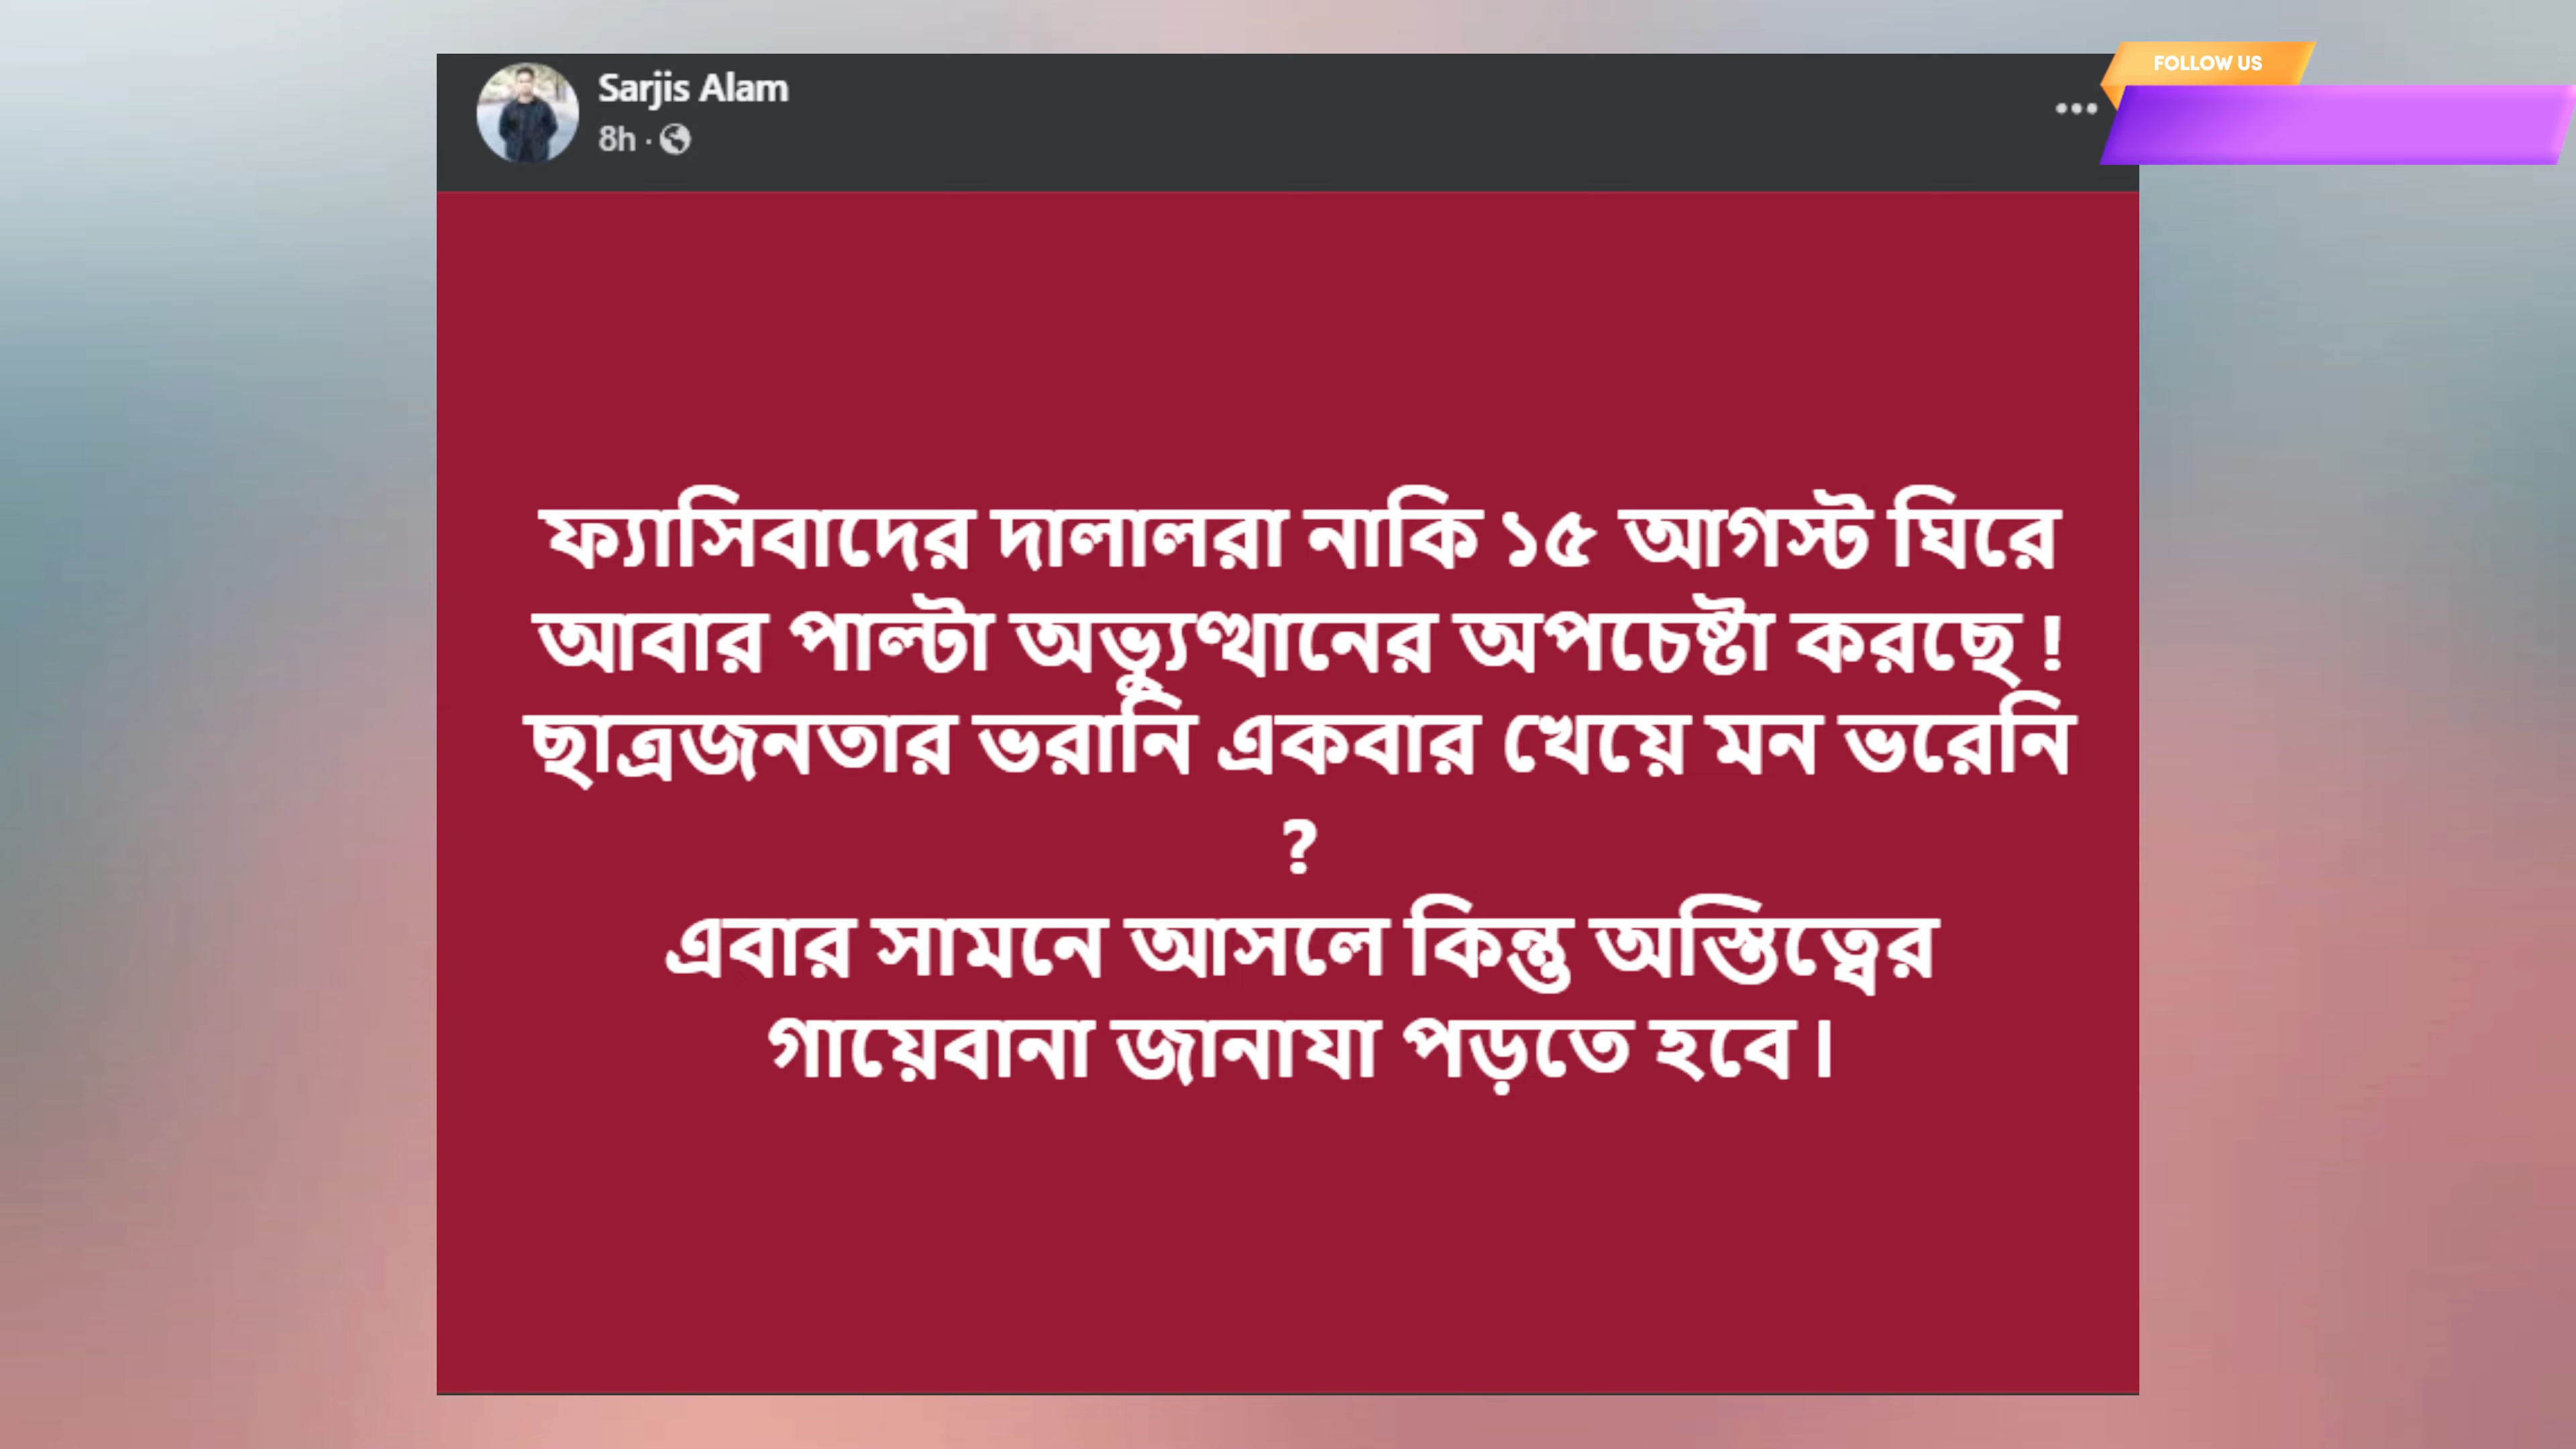 Sarjis Alam
8h ·
FOLLOW US
ফ্যাসিবাদের দালালরা নাকি ১৫ আগস্ট ঘিরে
আবার পাল্টা অভ্যুত্থানের অপচেষ্টা করছে !
ছাত্রজনতার ভরানি একবার খেয়ে মন ভরেনি
?
এবার সামনে আসলে কিন্তু অস্তিত্বের
গায়েবানা জানাযা পড়তে হবে ।